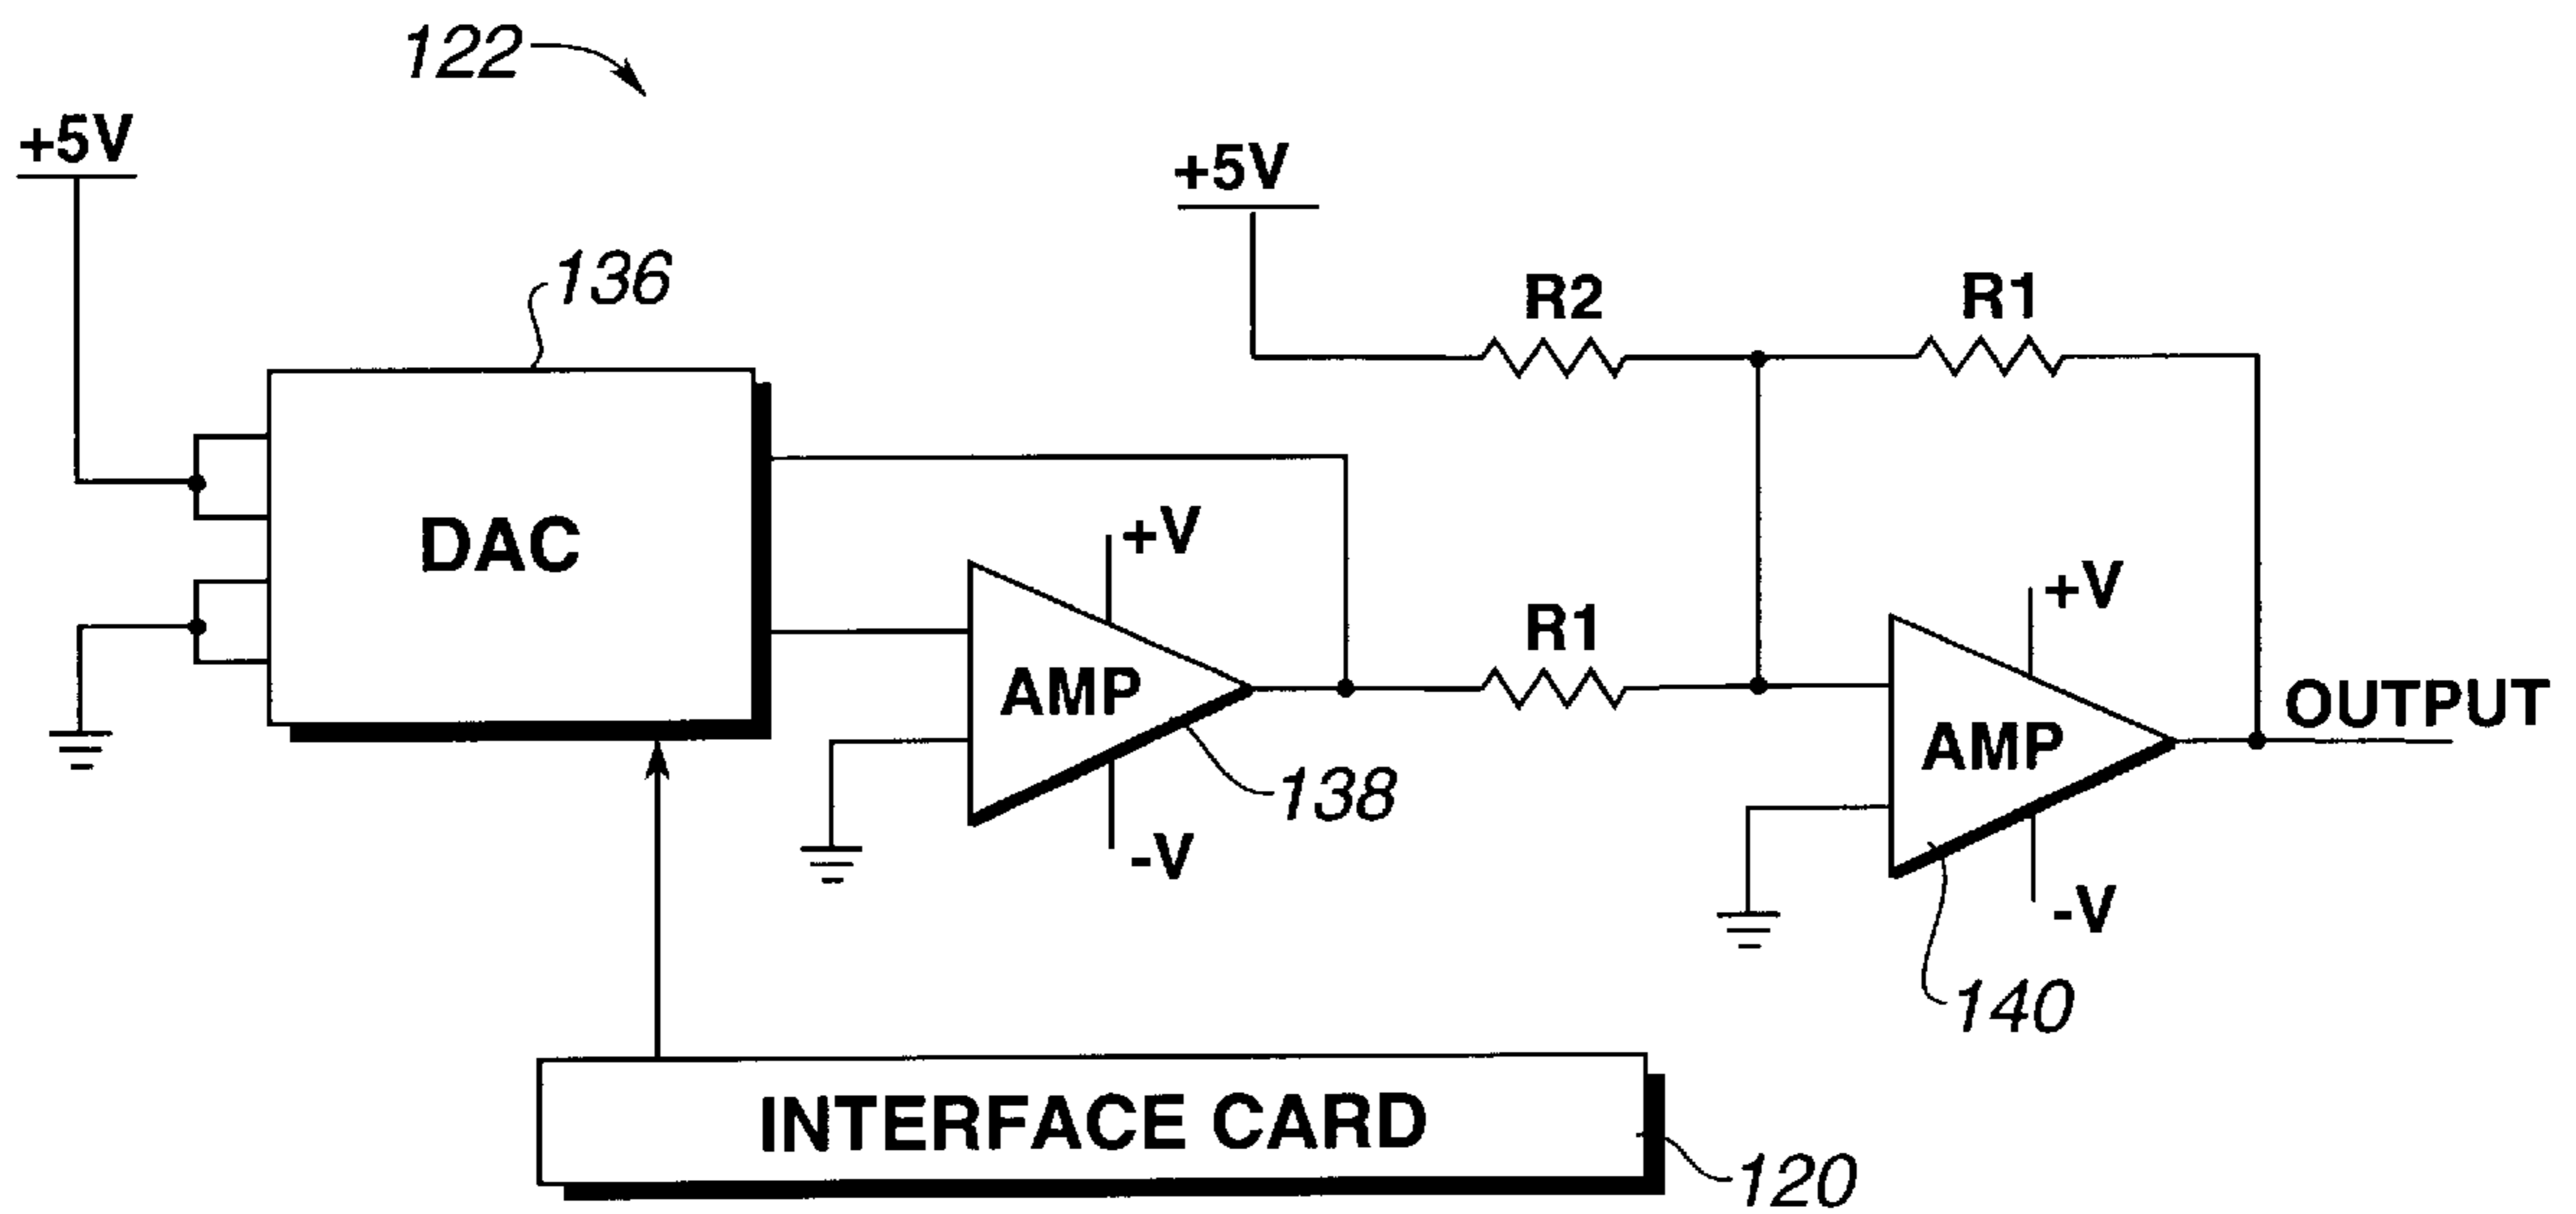 122
+5V
+5V
136
R2
R1
DAC
+V
+V
R1
AMP
OUTPUT
AMP
138
-V
-V
140
INTERFACE CARD
120